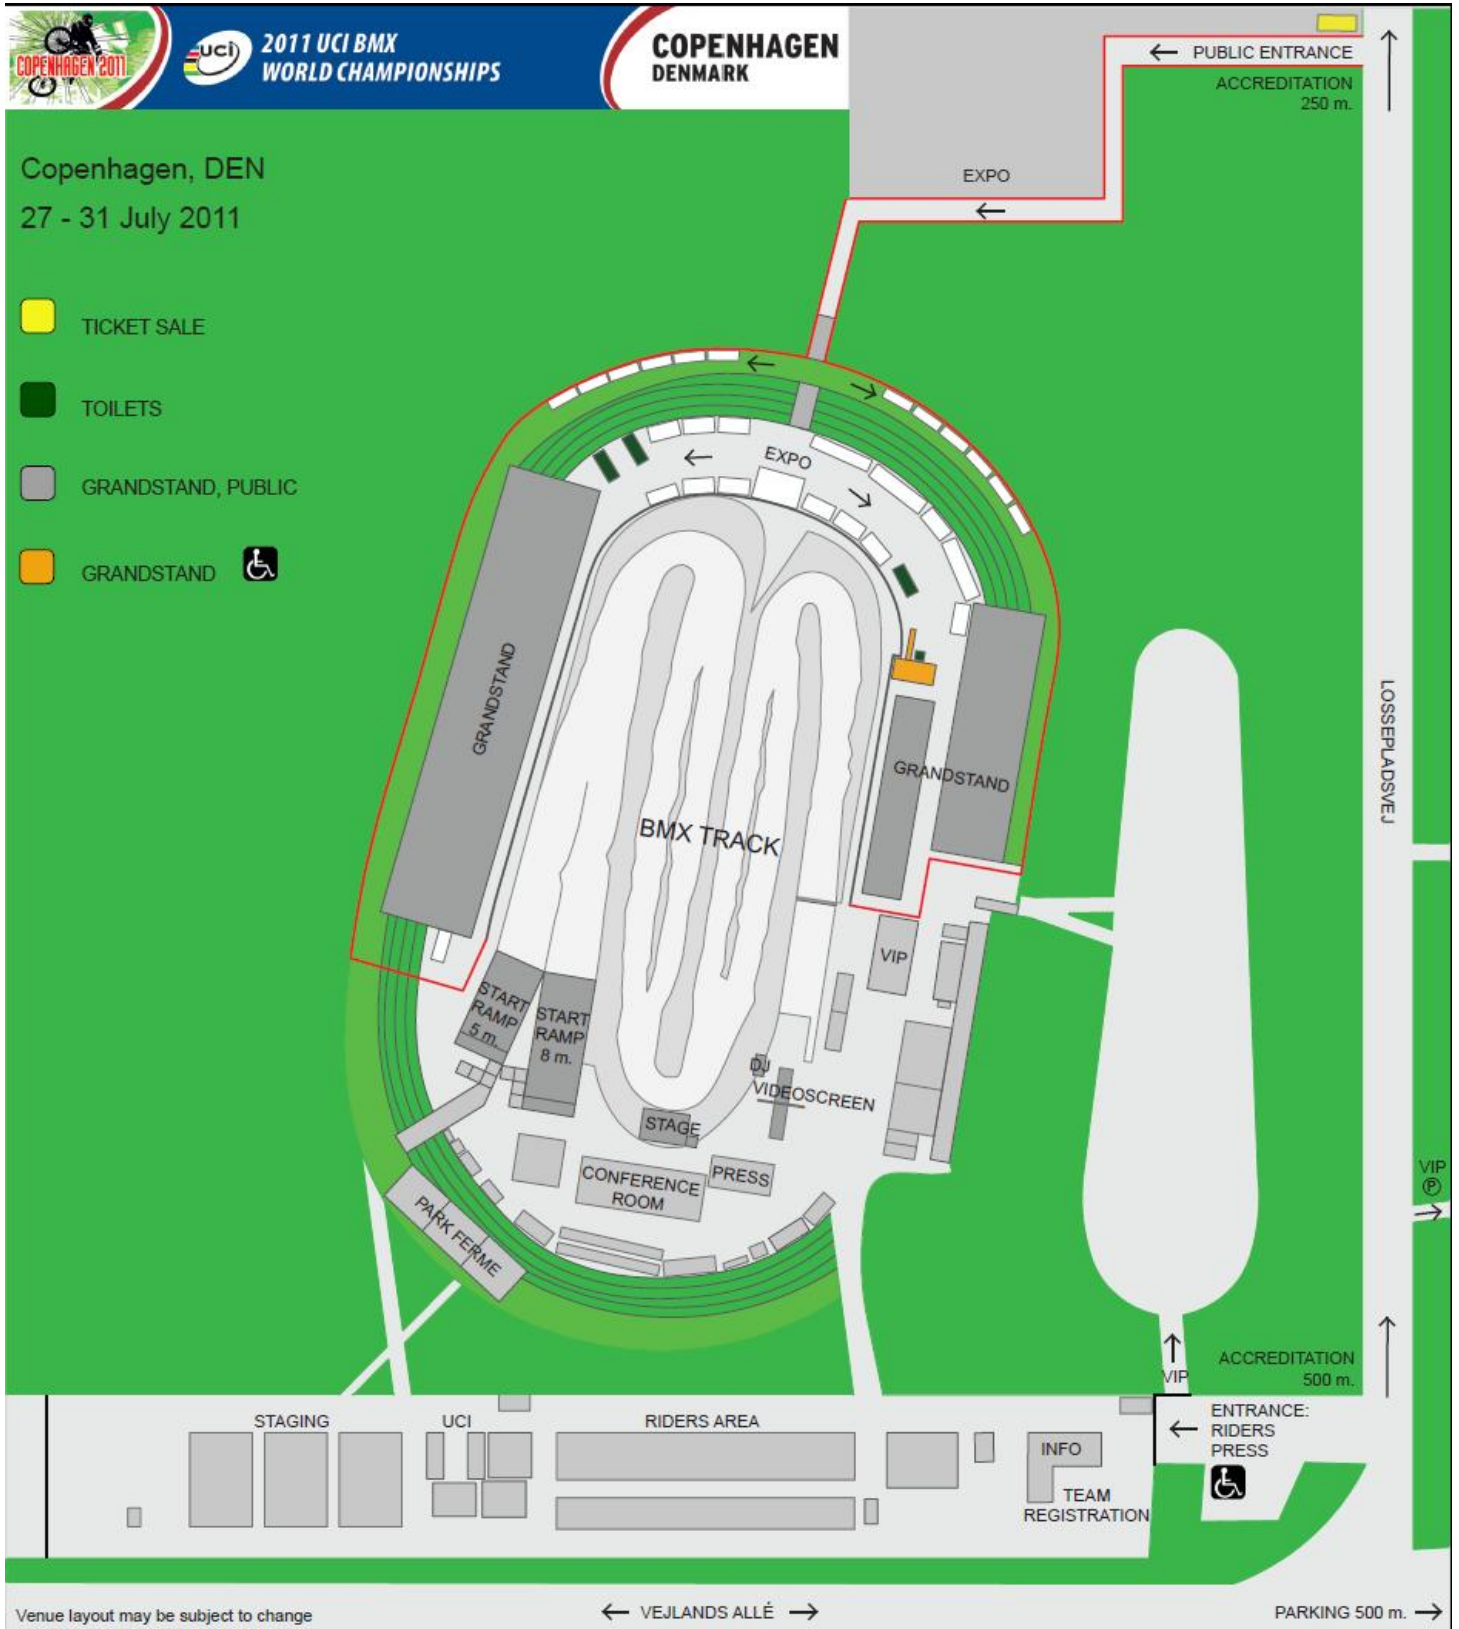 COPENHAGEN 2011
uci
2011 UCI BMX
WORLD CHAMPIONSHIPS
COPENHAGEN
DENMARK
PUBLIC ENTRANCE
ACCREDITATION
250 m.
Copenhagen, DEN
27 - 31 July 2011
EXPO
TICKET SALE
TOILETS
GRANDSTAND, PUBLIC
GRANDSTAND
EXPO
GRANDSTAND
GRANDSTAND
LOSSEPLADSVEJ
BMX TRACK
VIP
START
RAMP
5 m.
START
RAMP
8 m.
DJ
VIDEOSCREEN
STAGE
CONFERENCE
ROOM
PRESS
PARK FERME
VIP
P
ACCREDITATION
500 m.
VIP
STAGING
UCI
RIDERS AREA
INFO
TEAM
REGISTRATION
ENTRANCE:
RIDERS
PRESS
Venue layout may be subject to change
VEJLANDS ALLÉ
PARKING 500 m.